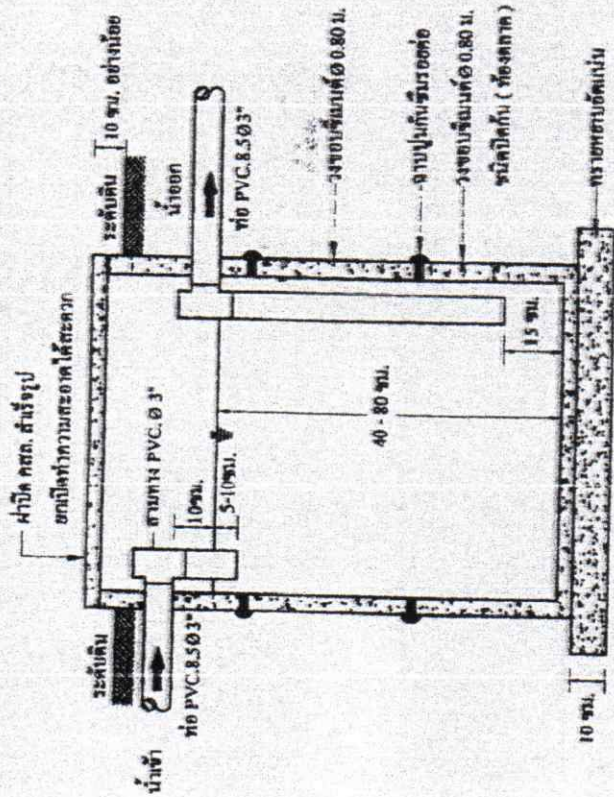 ฝาปิด คสล. สำเร็จรูป
ยกเปิดทำความสะอาดได้สะดวก
ระดับดิน
10 ซม. อย่างน้อย
ระดับดิน
น้ำเข้า
ท่อ PVC.8.5Ø3"
สามทาง PVC.Ø 3"
10ซม.
5-10ซม.
น้ำออก
ท่อ PVC.8.5Ø3"
40 - 80 ซม.
วงขอบซีเมนต์Ø 0.80 ม.
ฉาบปูนกันซึมรอยต่อ
วงขอบซีเมนต์Ø 0.80 ม.
ชนิดปิดก้น ( ท้องตลาด )
15 ซม.
ทรายหยาบอัดแน่น
10 ซม.